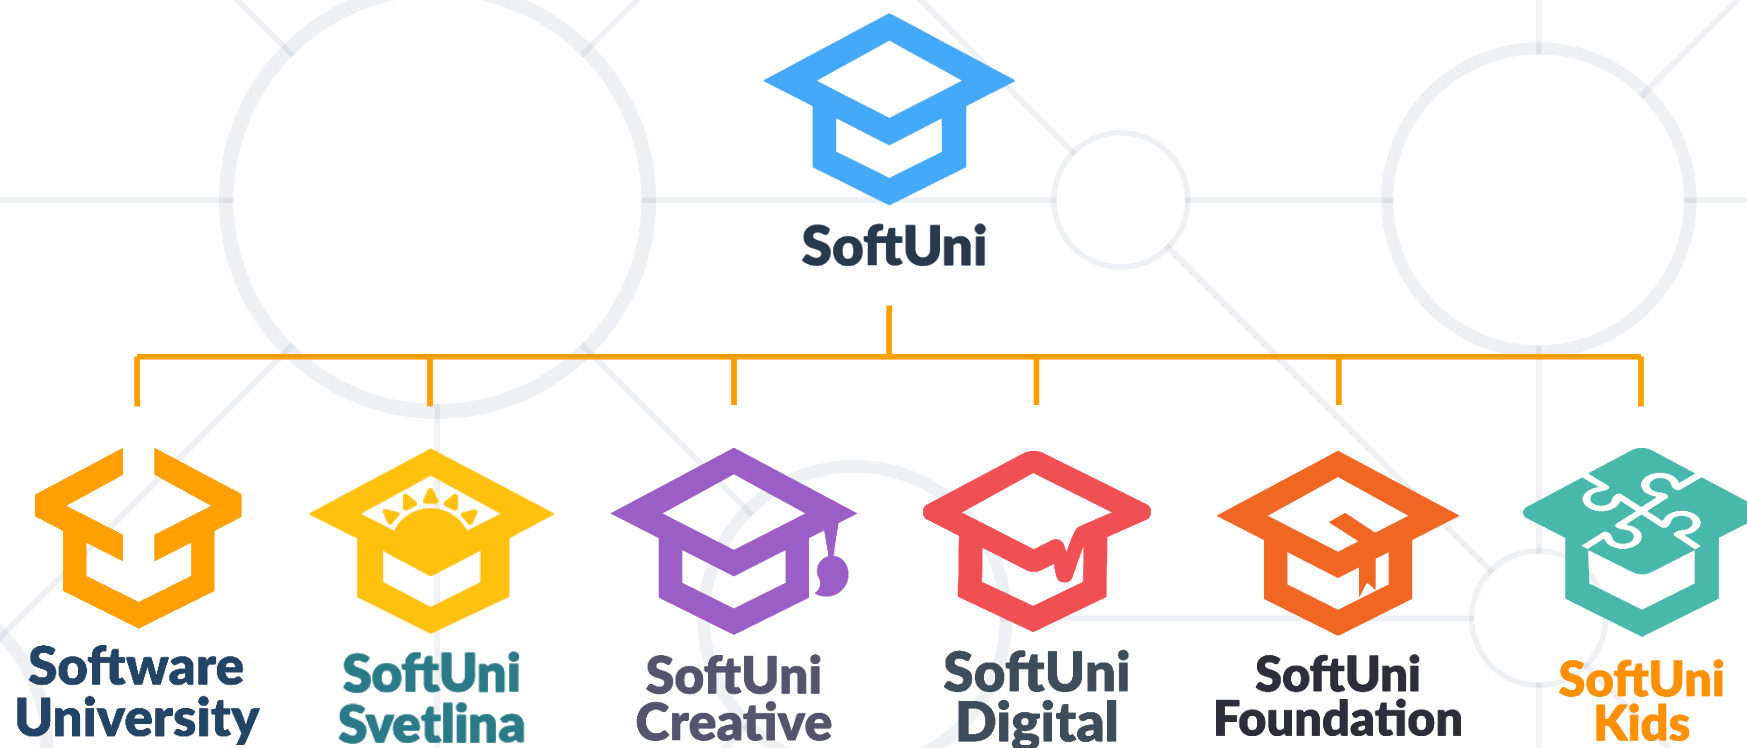 SoftUni
Software
University
SoftUni
Svetlina
SoftUni
Creative
SoftUni
Digital
SoftUni
Foundation
SoftUni
Kids